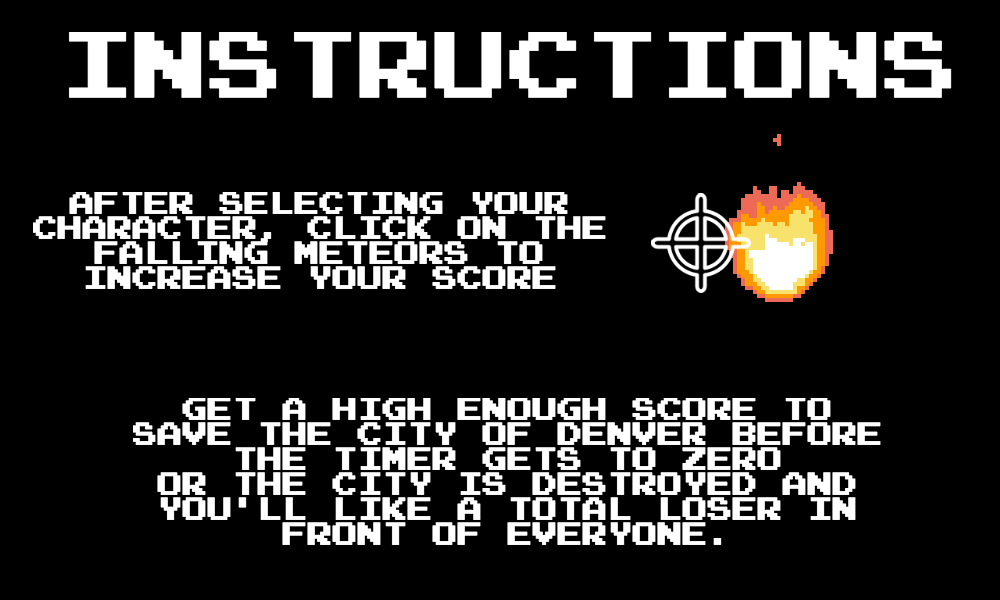 INSTRUCTIONS
AFTER SELECTING YOUR
CHARACTER, CLICK ON THE
FALLING METEORS TO
INCREASE YOUR SCORE
GET A HIGH ENOUGH SCORE TO
SAVE THE CITY OF DENVER BEFORE
THE TIMER GETS TO ZERO
OR THE CITY IS DESTROYED AND
YOU'LL LIKE A TOTAL LOSER IN
FRONT OF EVERYONE.